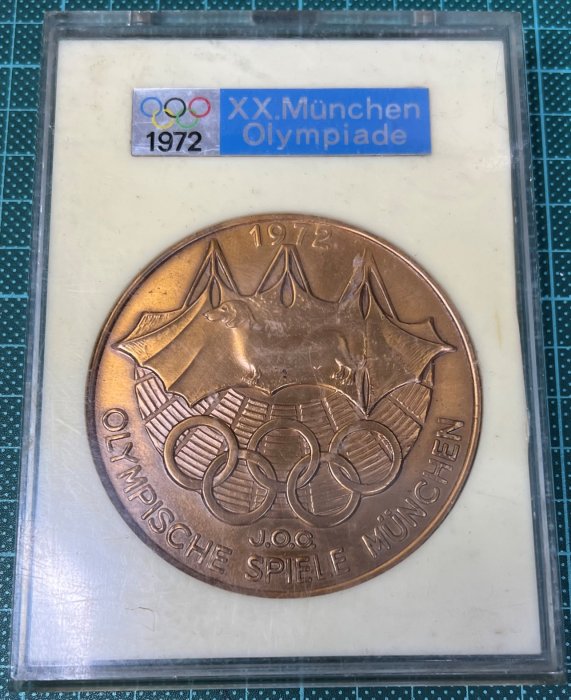 XX.München
Olympiade
1972
1972
J.O.C.
OLYMPISCHE SPIELE MÜNCHEN